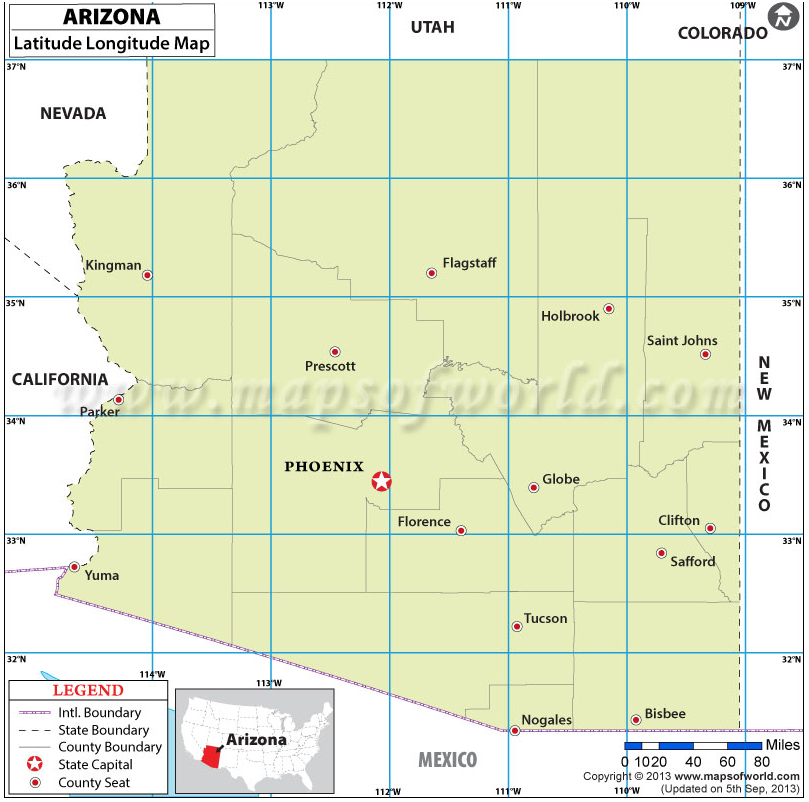 ARIZONA
Latitude Longitude Map
113°W
112°W
111°W
110°W
109°W
UTAH
COLORADO
N
37°N
37°N
NEVADA
36°N
36°N
Kingman
Flagstaff
35°N
35°N
Holbrook
Saint Johns
Prescott
CALIFORNIA
NEW MEXICO
www.mapsofworld.com
Parker
34°N
34°N
PHOENIX
Globe
Florence
Clifton
33°N
33°N
Safford
Yuma
Tucson
32°N
32°N
114°W
113°W
112°W
111°W
110°W
109°W
LEGEND
Intl. Boundary
State Boundary
County Boundary
State Capital
County Seat
Arizona
Nogales
Bisbee
MEXICO
Miles
0 10 20 40 60 80
Copyright © 2013 www.mapsofworld.com
(Updated on 5th Sep, 2013)